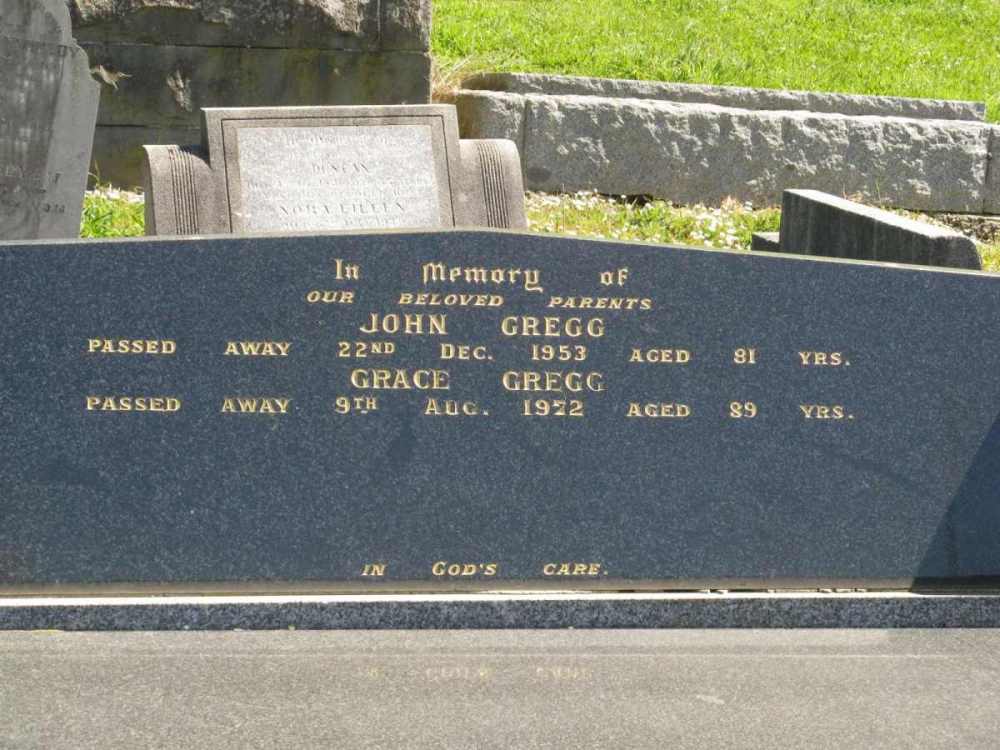 DUNCAN
NORA EILEEN
In Memory of
OUR BELOVED PARENTS
JOHN GREGG
PASSED AWAY 22ND DEC. 1953 AGED 81 YRS.
GRACE GREGG
PASSED AWAY 9TH AUG. 1972 AGED 89 YRS.
IN GOD'S CARE.